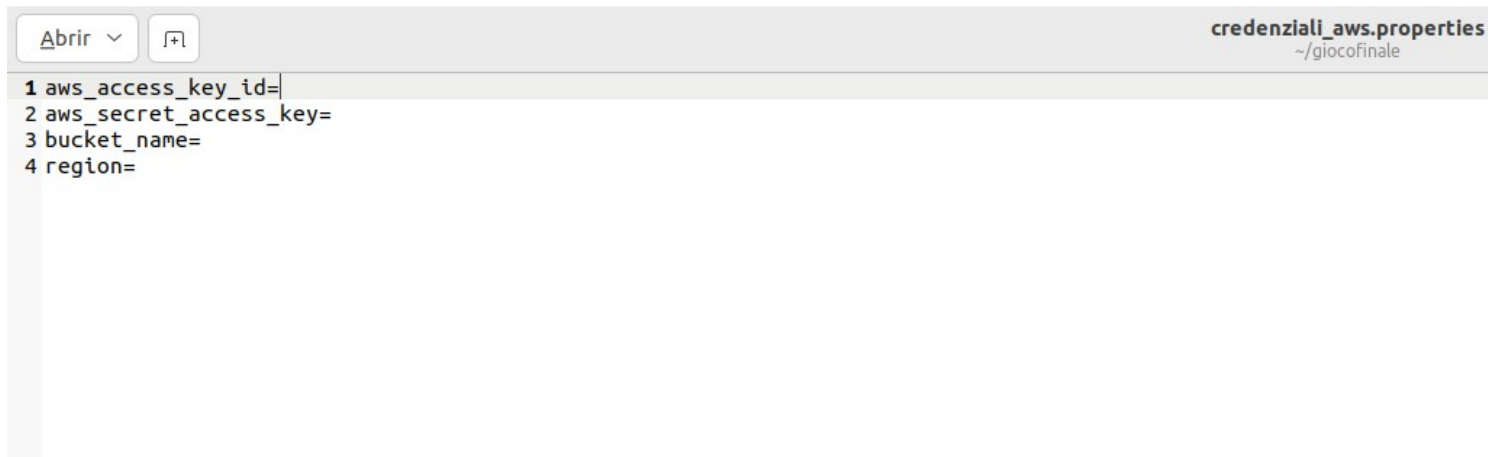 Abrir
credenziali_aws.properties
~/giocofinale
1 aws_access_key_id=
2 aws_secret_access_key=
3 bucket_name=
4 region=